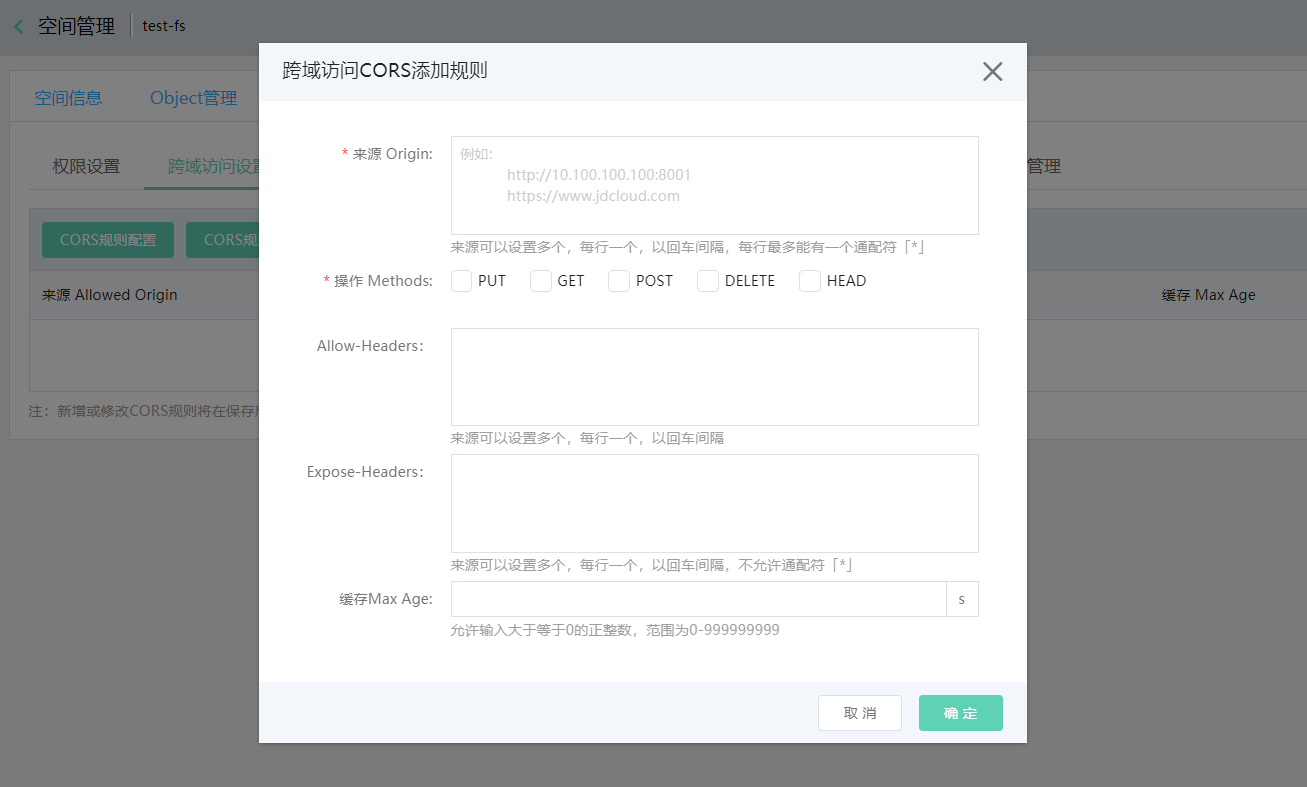 空间管理 test-fs
跨域访问CORS添加规则
空间信息 Object管理
权限设置 跨域访问设置 管理
CORS规则配置 CORS规
来源 Allowed Origin 缓存 Max Age
注：新增或修改CORS规则将在保存
* 来源 Origin:
例如:
http://10.100.100.100:8001
https://www.jdcloud.com
来源可以设置多个，每行一个，以回车间隔，每行最多能有一个通配符「*」
* 操作 Methods: PUT GET POST DELETE HEAD
Allow-Headers：
来源可以设置多个，每行一个，以回车间隔
Expose-Headers：
来源可以设置多个，每行一个，以回车间隔，不允许通配符「*」
缓存Max Age: s
允许输入大于等于0的正整数，范围为0-999999999
取 消 确 定